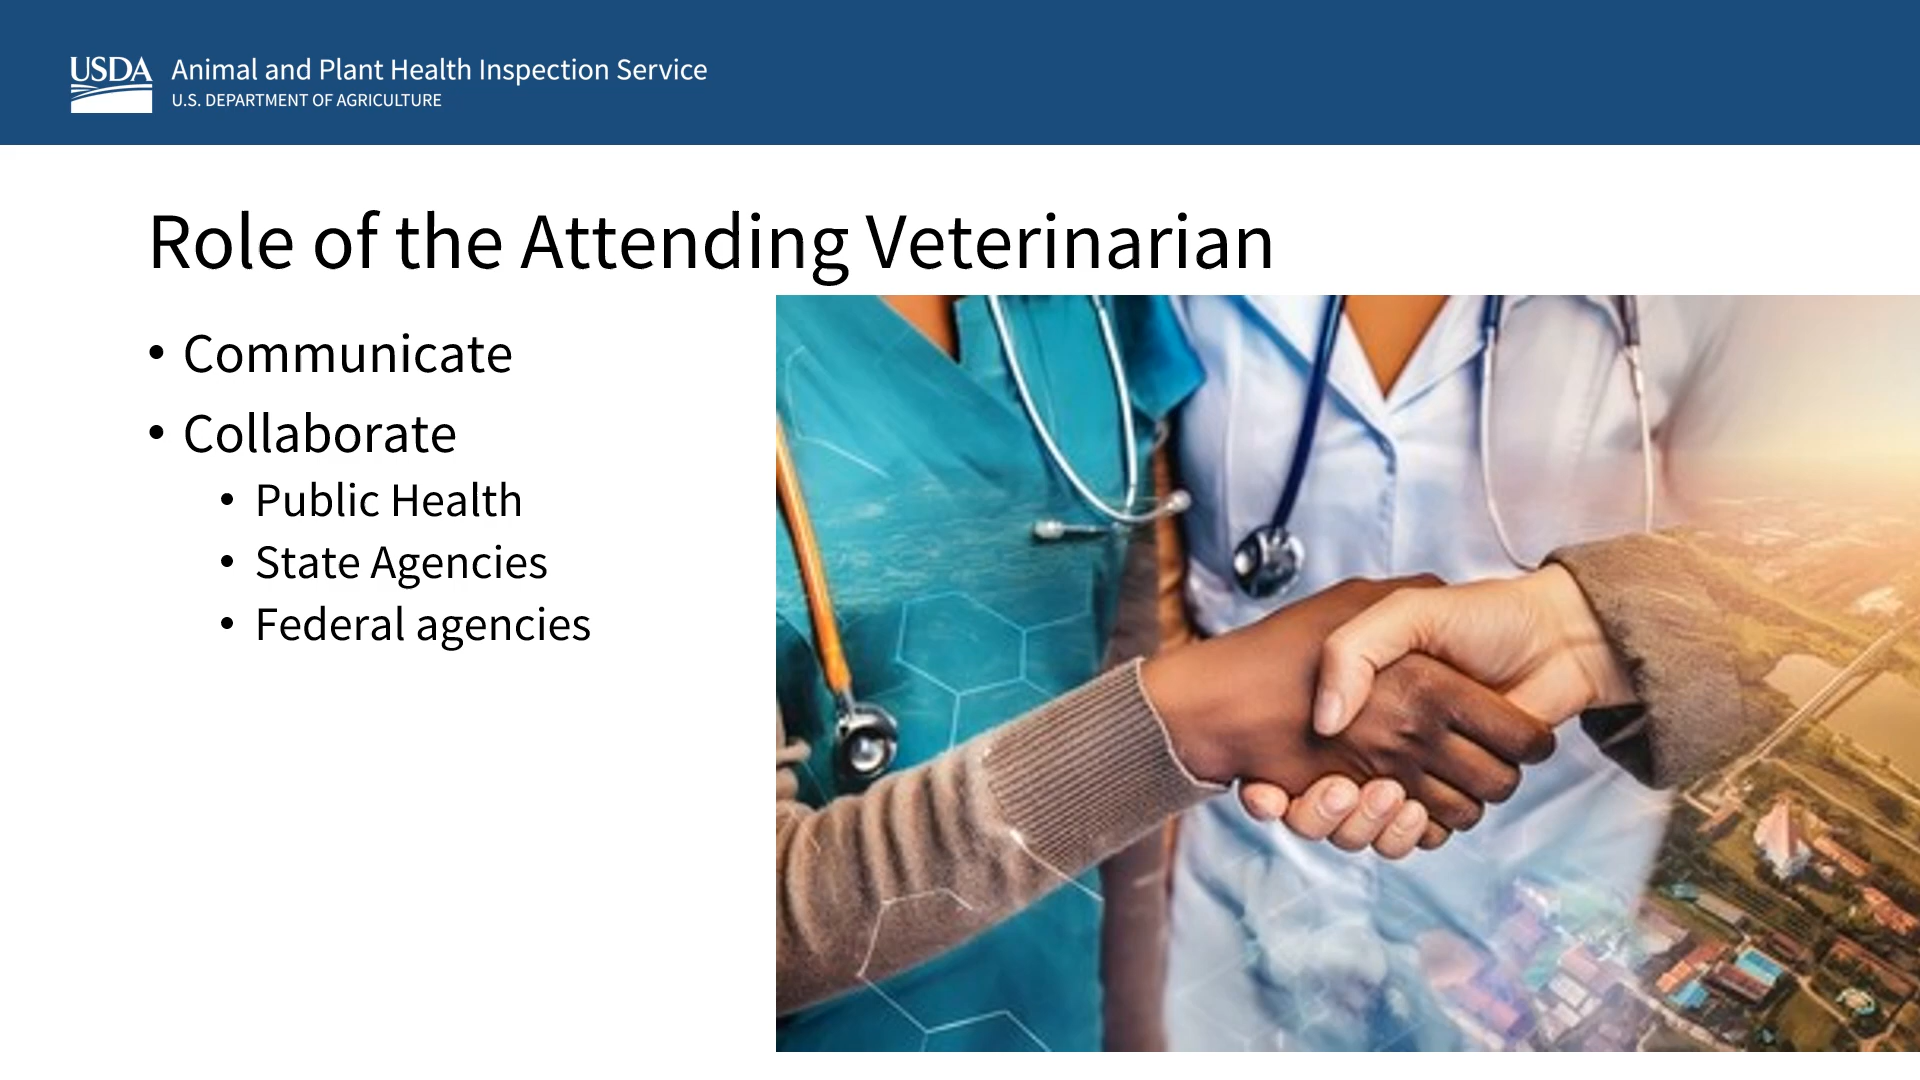 USDA
Animal and Plant Health Inspection Service
U.S. DEPARTMENT OF AGRICULTURE
Role of the Attending Veterinarian
• Communicate
• Collaborate
• Public Health
• State Agencies
• Federal agencies